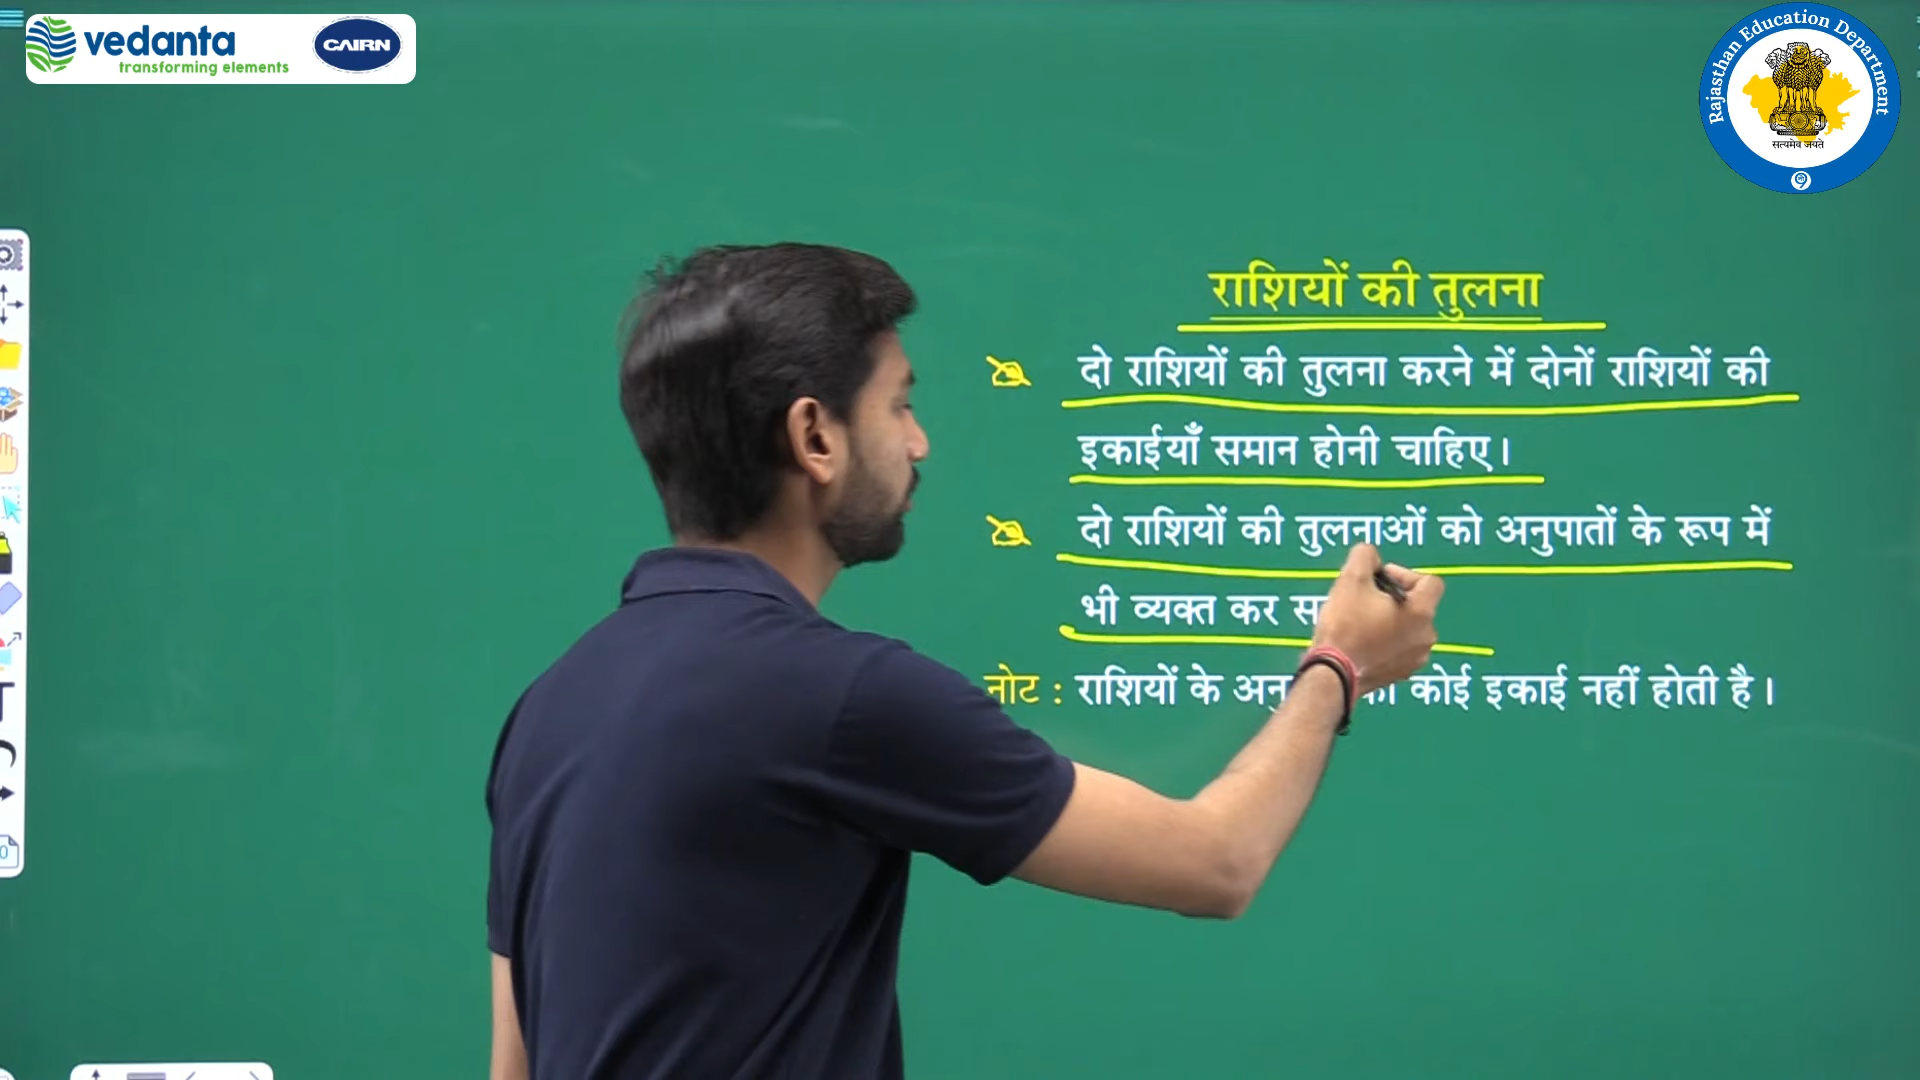 vedanta
transforming elements
CAIRN
Rajasthan Education Department
सत्यमेव जयते
राशियों की तुलना
दो राशियों की तुलना करने में दोनों राशियों की
इकाईयाँ समान होनी चाहिए।
दो राशियों की तुलनाओं को अनुपातों के रूप में
भी व्यक्त कर
नोट : राशियों के कोई इकाई नहीं होती है।